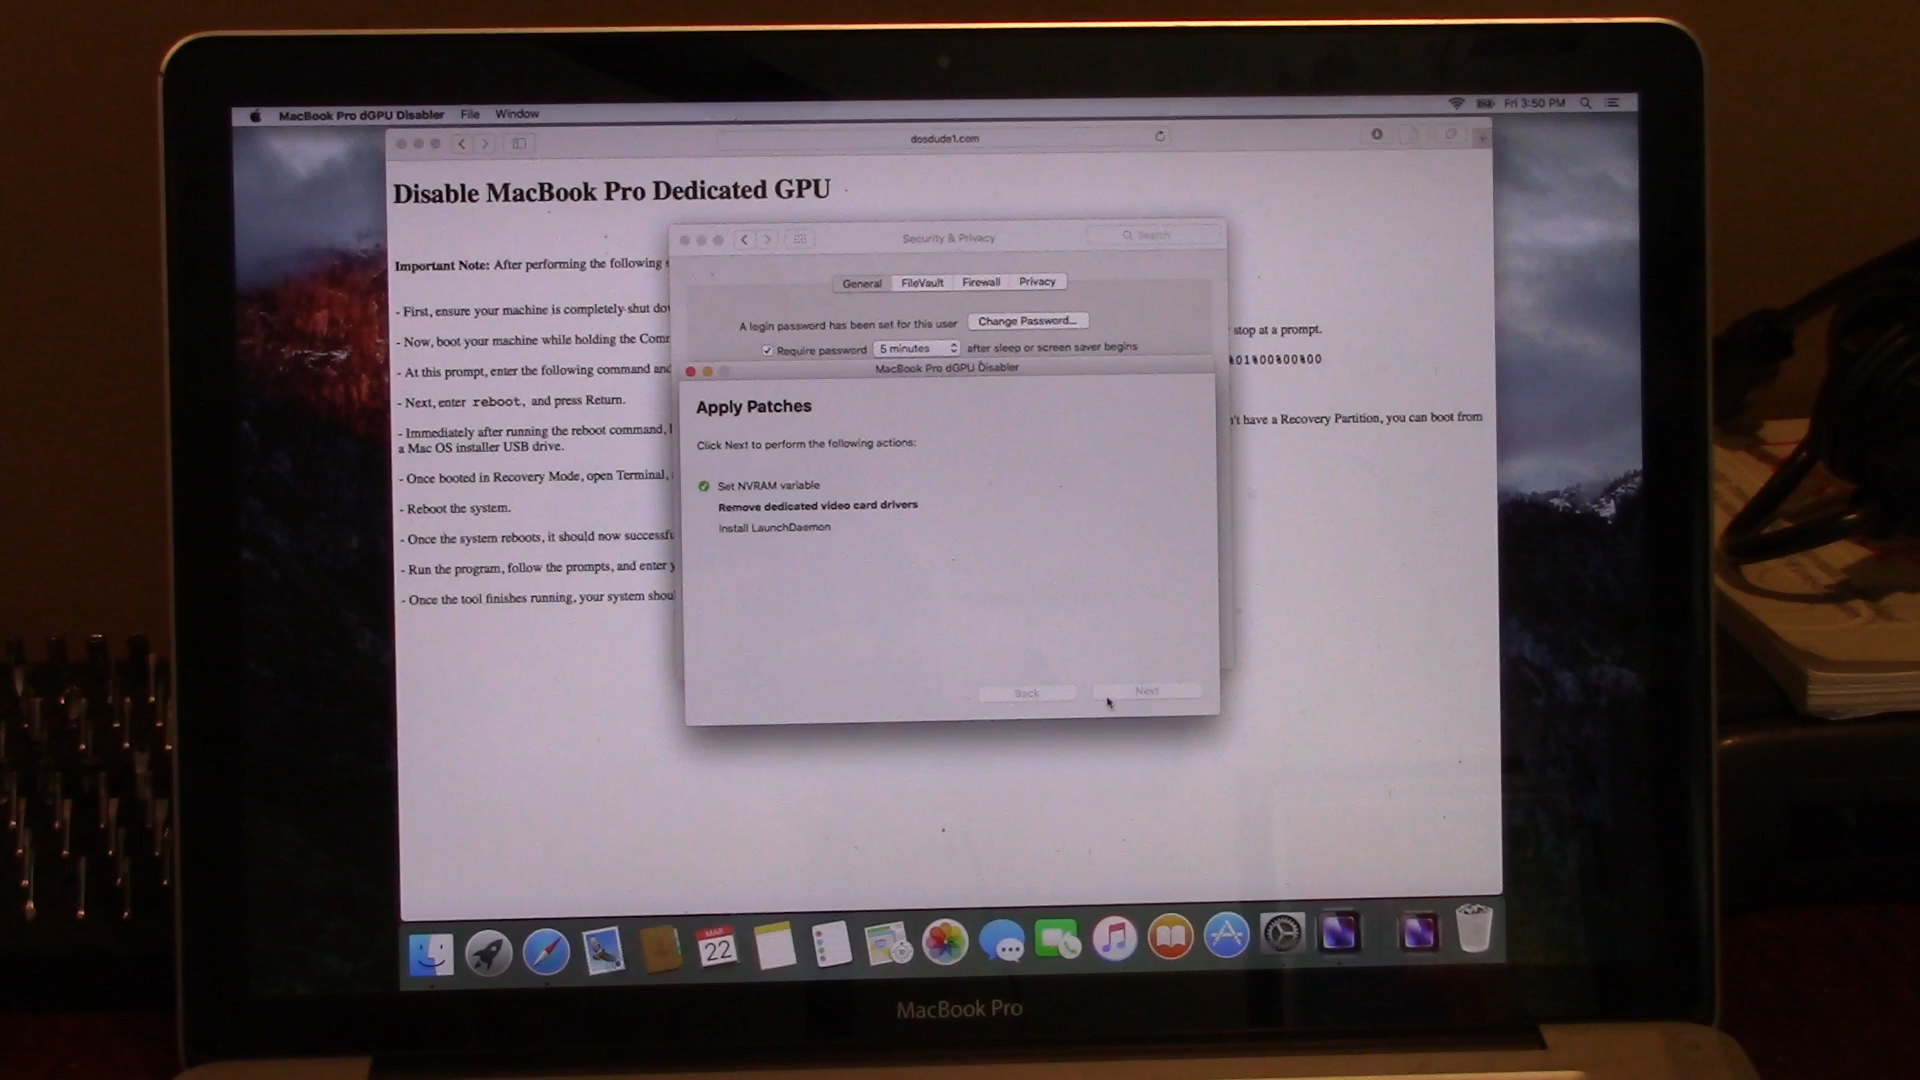 MacBook Pro dGPU Disabler File Window
Fri 3:50 PM
dosdude1.com
Disable MacBook Pro Dedicated GPU
Security & Privacy
Search
Important Note: After performing the following
General FileVault Firewall Privacy
- First, ensure your machine is completely shut
A login password has been set for this user Change Password...
stop at a prompt.
- Now, boot your machine while holding the
Require password 5 minutes after sleep or screen saver begins
%01%00%00%00
- At this prompt, enter the following command and
MacBook Pro dGPU Disabler
- Next, enter reboot, and press Return.
Apply Patches
- Immediately after running the reboot command,
't have a Recovery Partition, you can boot from
a Mac OS installer USB drive.
Click Next to perform the following actions:
- Once booted in Recovery Mode, open Terminal,
Set NVRAM variable
- Reboot the system.
Remove dedicated video card drivers
Install LaunchDaemon
- Once the system reboots, it should now
- Run the program, follow the prompts, and enter
- Once the tool finishes running, your system
Back Next
MAR
22
MacBook Pro